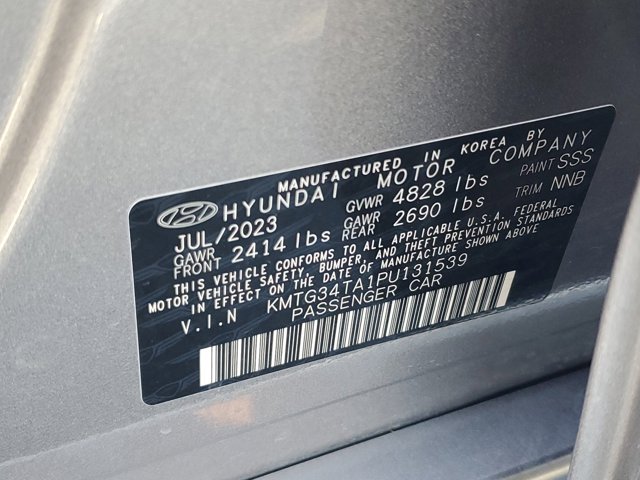 MANUFACTURED IN KOREA BY
HYUNDAI MOTOR COMPANY
JUL/2023 GVWR 4828 lbs PAINT SSS
GAWR FRONT 2414 lbs GAWR REAR 2690 lbs TRIM NNB
THIS VEHICLE CONFORMS TO ALL APPLICABLE U.S.A. FEDERAL
MOTOR VEHICLE SAFETY, BUMPER, AND THEFT PREVENTION STANDARDS
IN EFFECT ON THE DATE OF MANUFACTURE SHOWN ABOVE
V.I.N KMTG34TA1PU131539
PASSENGER CAR